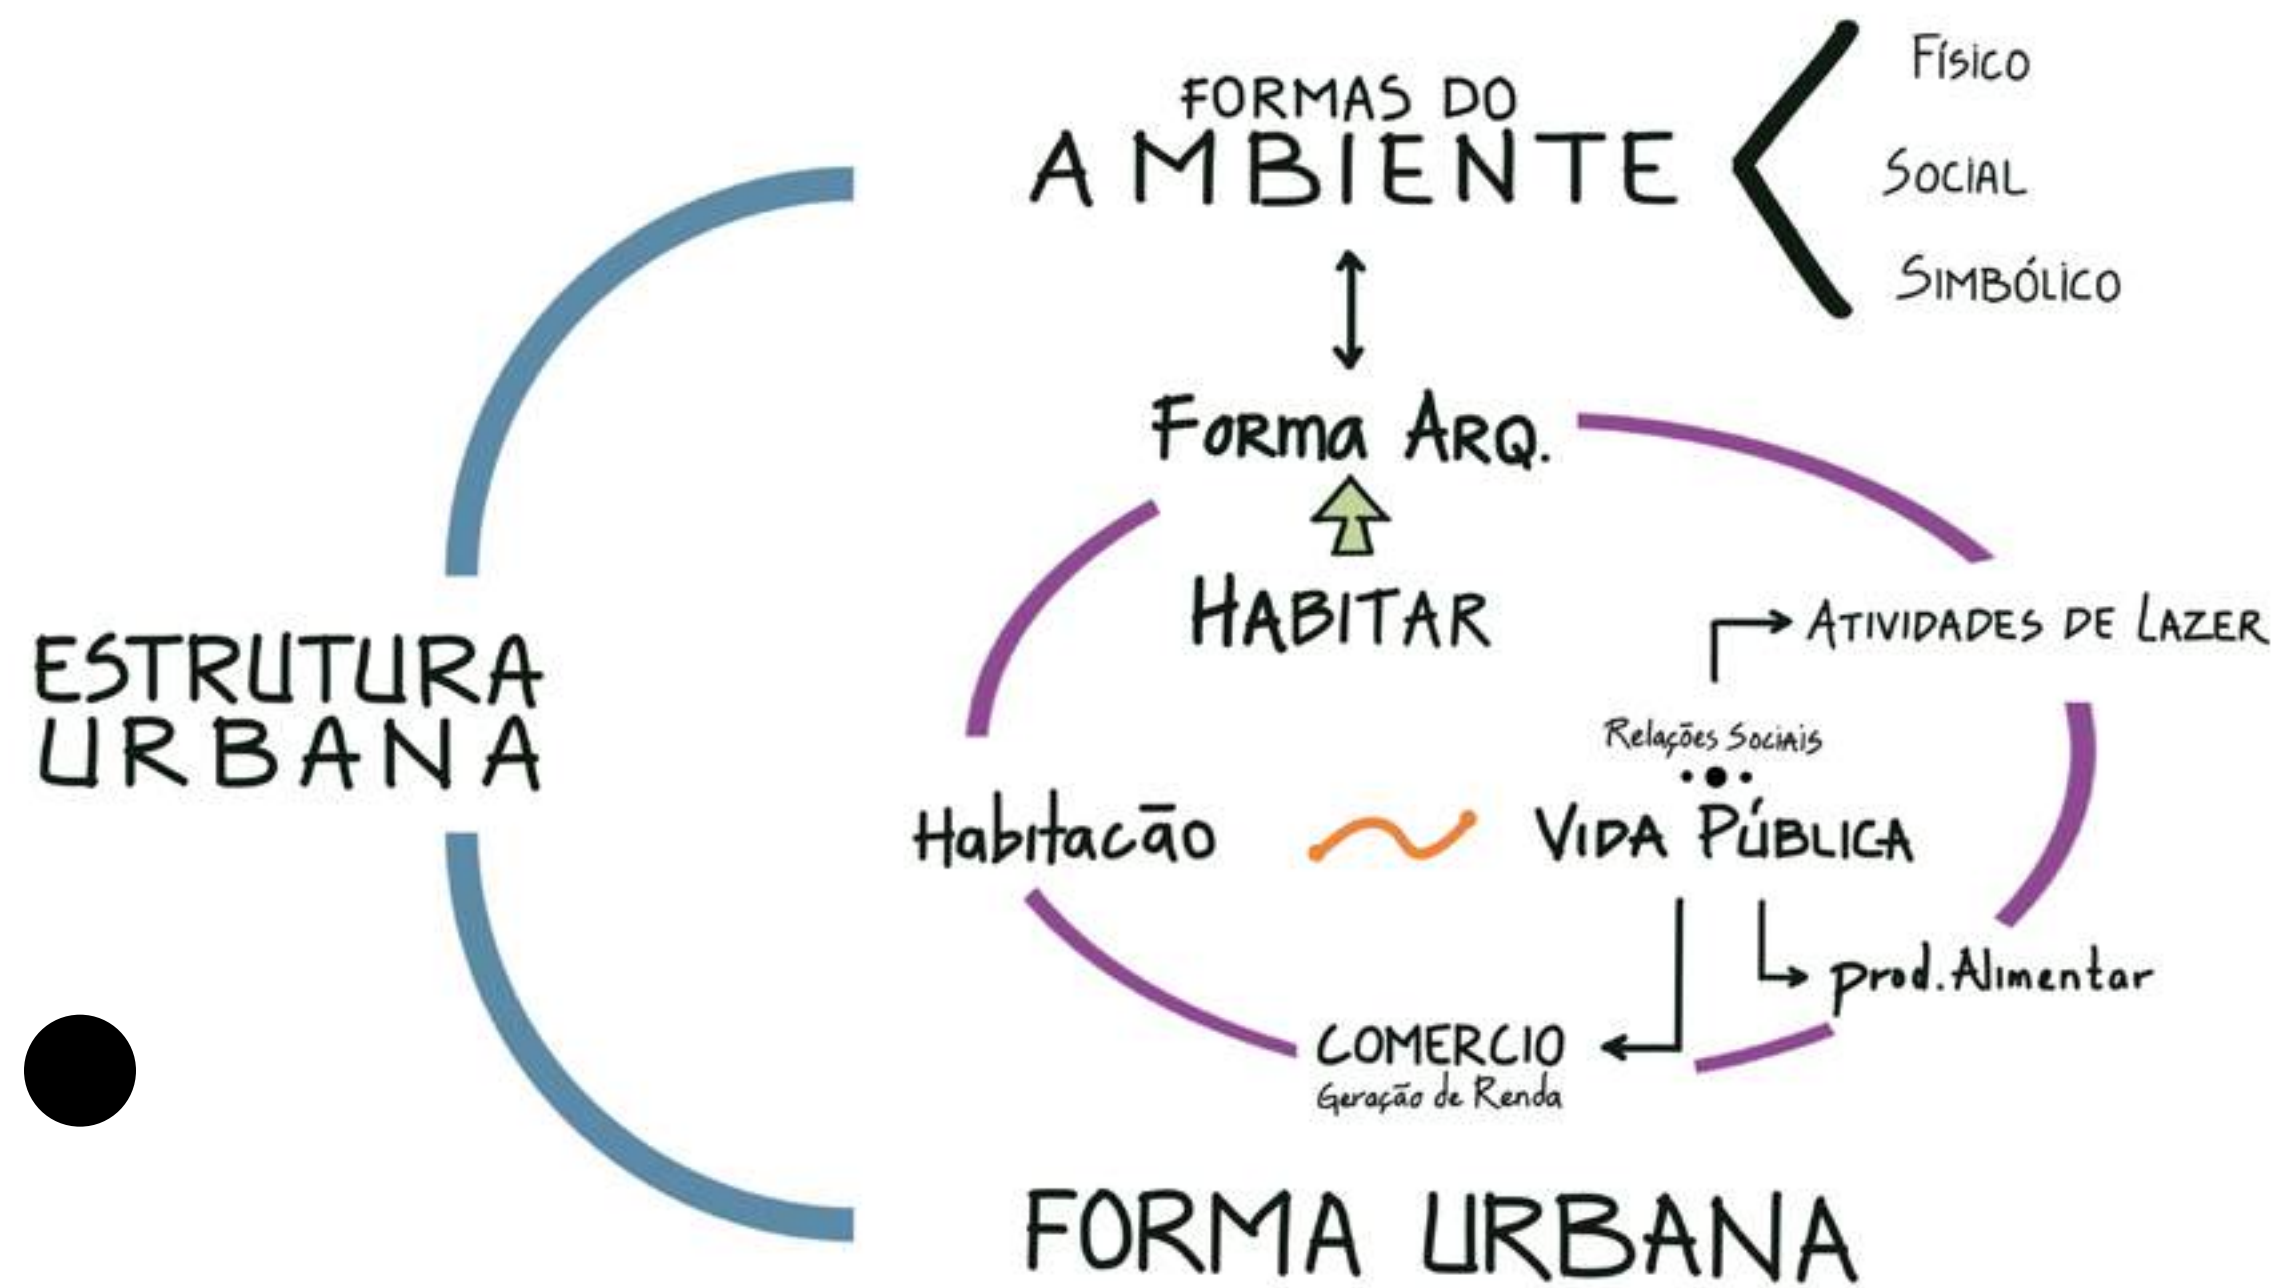 FORMAS DO
AMBIENTE
Físico
SOCIAL
SIMBÓLICO
Forma ARQ.
HABITAR
ATIVIDADES DE LAZER
ESTRUTURA
URBANA
Relações Sociais
Habitacão
VIDA PÚBLICA
prod. Alimentar
COMERCIO
Geração de Renda
FORMA URBANA